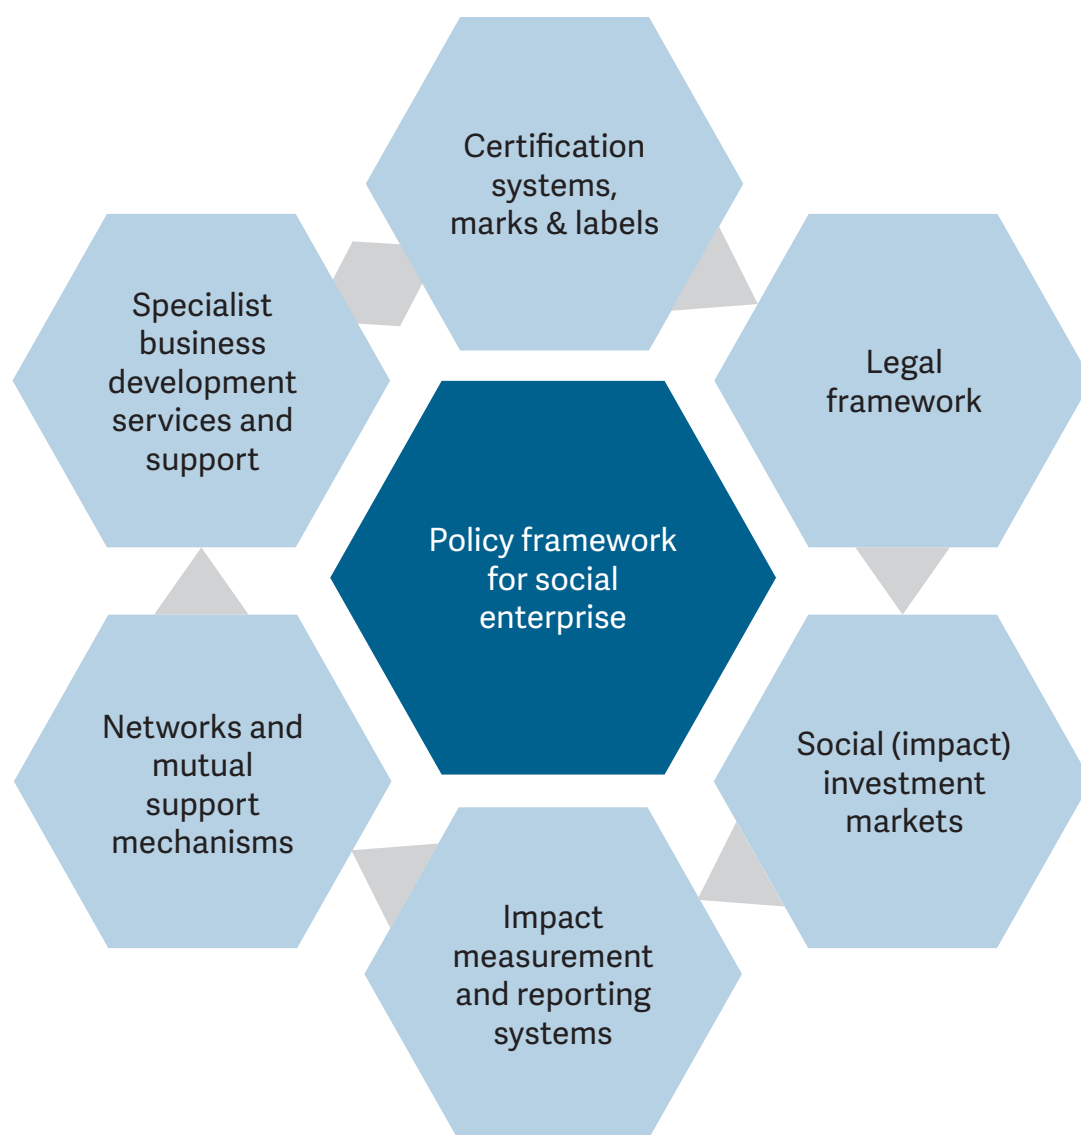 Certification
systems,
marks & labels
Specialist
business
development
services and
support
Legal
framework
Policy framework
for social
enterprise
Networks and
mutual
support
mechanisms
Social (impact)
investment
markets
Impact
measurement
and reporting
systems